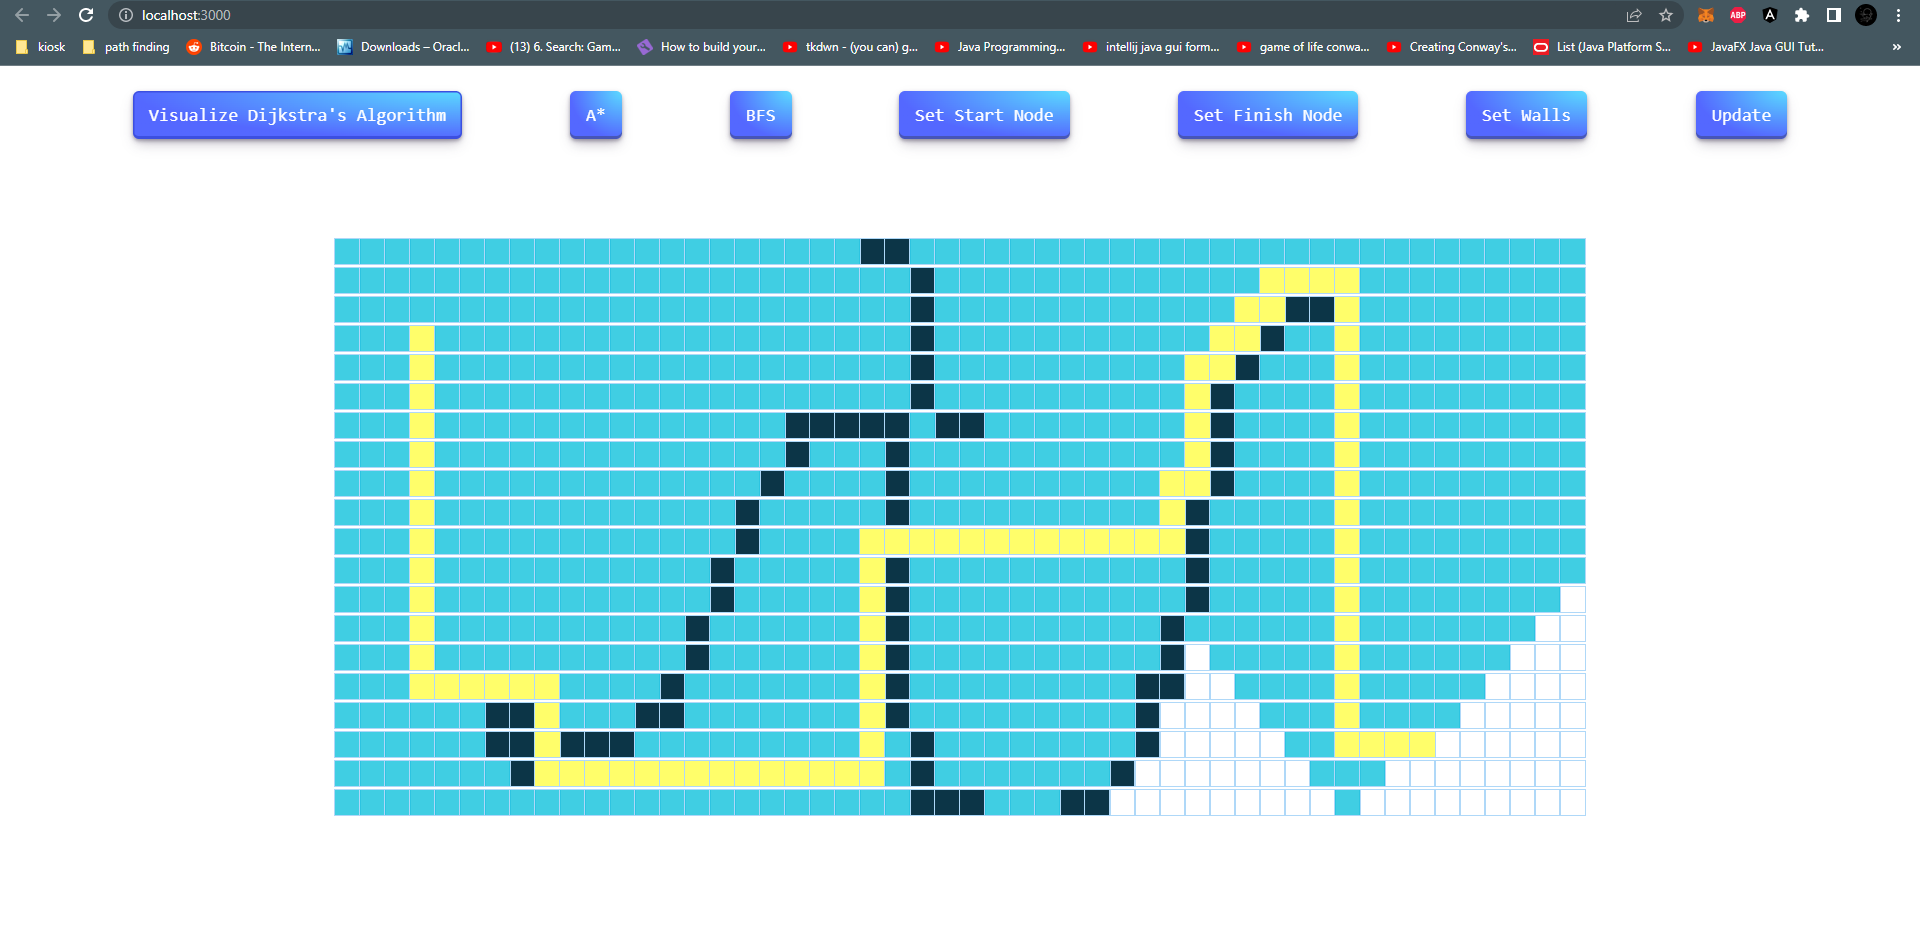 localhost:3000
ABP
kiosk
path finding
Bitcoin - The Intern...
Downloads – Oracl...
(13) 6. Search: Gam...
How to build your...
tkdwn - (you can) g...
Java Programming...
intellij java gui form...
game of life conwa...
Creating Conway's...
List (Java Platform S...
JavaFX Java GUI Tut...
»
Visualize Dijkstra's Algorithm
A*
BFS
Set Start Node
Set Finish Node
Set Walls
Update